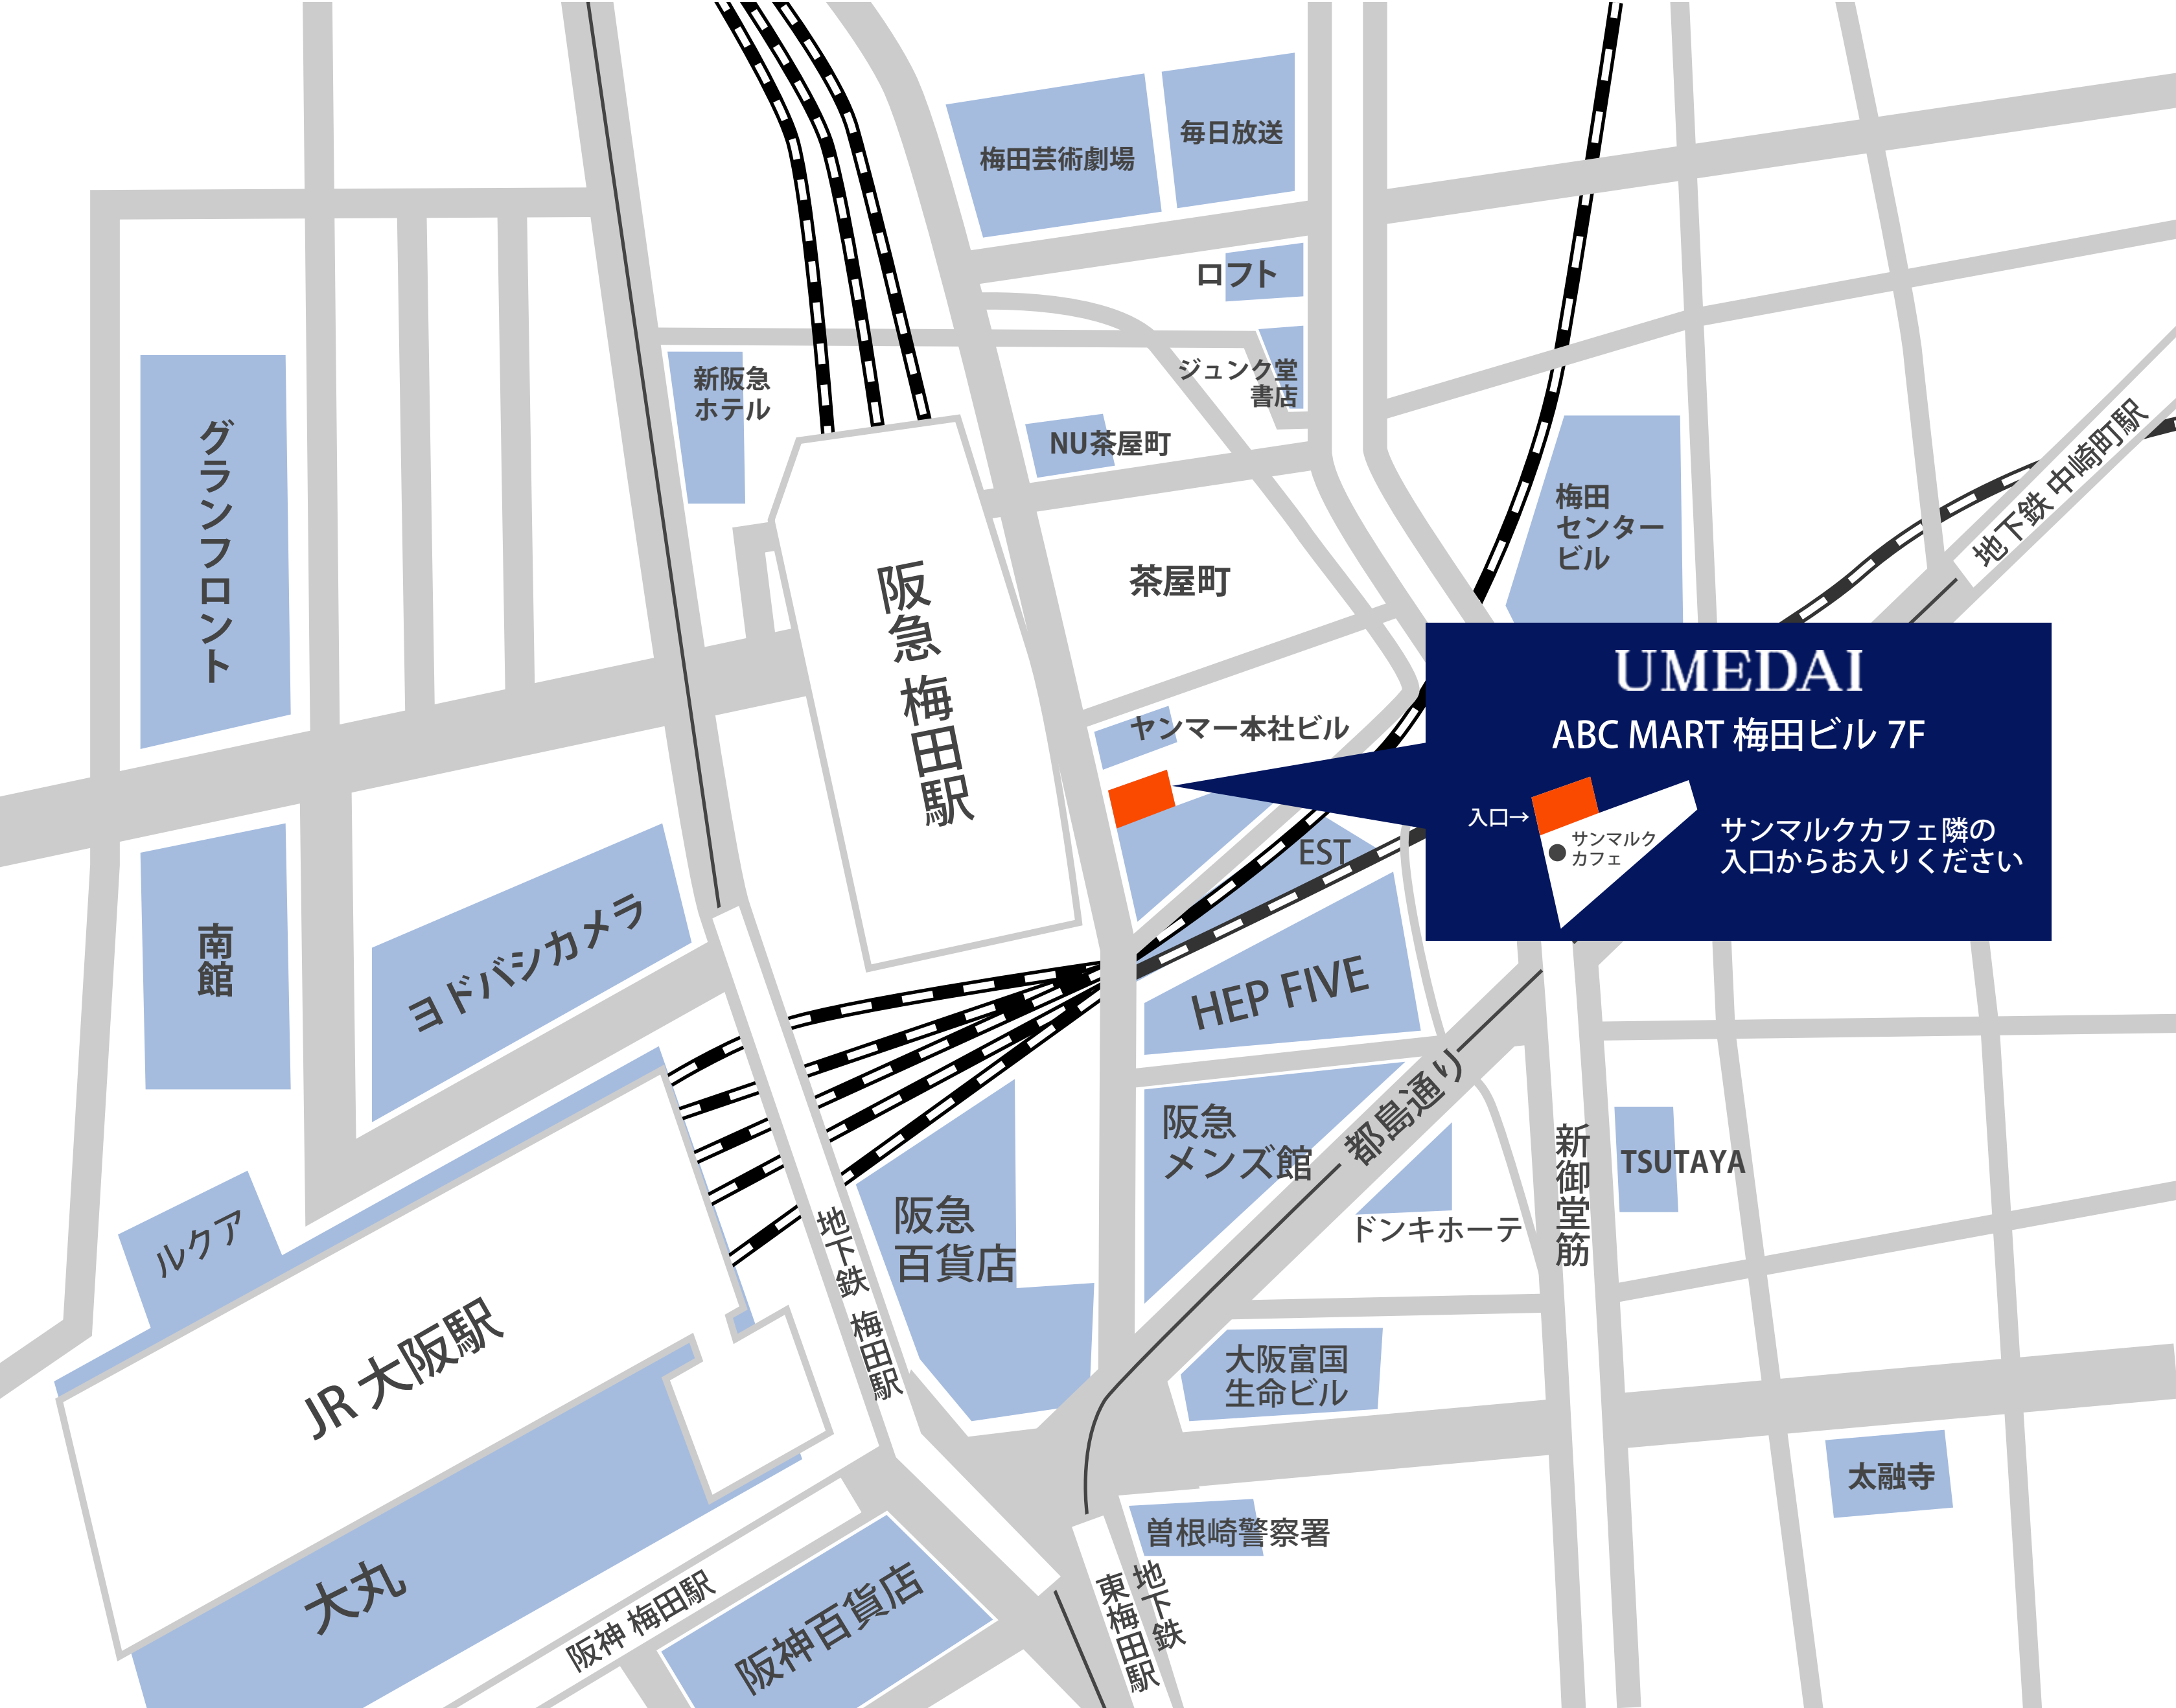 梅田芸術劇場
毎日放送
ロフト
ジュンク堂
書店
新阪急
ホテル
NU茶屋町
グランフロント
梅田
センター
ビル
地下鉄 中崎町駅
茶屋町
阪急 梅田駅
UMEDAI
ABC MART 梅田ビル 7F
入口→
サンマルク
カフェ
サンマルクカフェ隣の
入口からお入りください
ヤンマー本社ビル
EST
南館
ヨドバシカメラ
HEP FIVE
都島通り
阪急
メンズ館
新御堂筋
TSUTAYA
ドンキホーテ
ルクア
阪急
百貨店
地下鉄 梅田駅
JR 大阪駅
大阪富国
生命ビル
太融寺
曽根崎警察署
大丸
阪神 梅田駅
阪神百貨店
地下鉄
東梅田駅